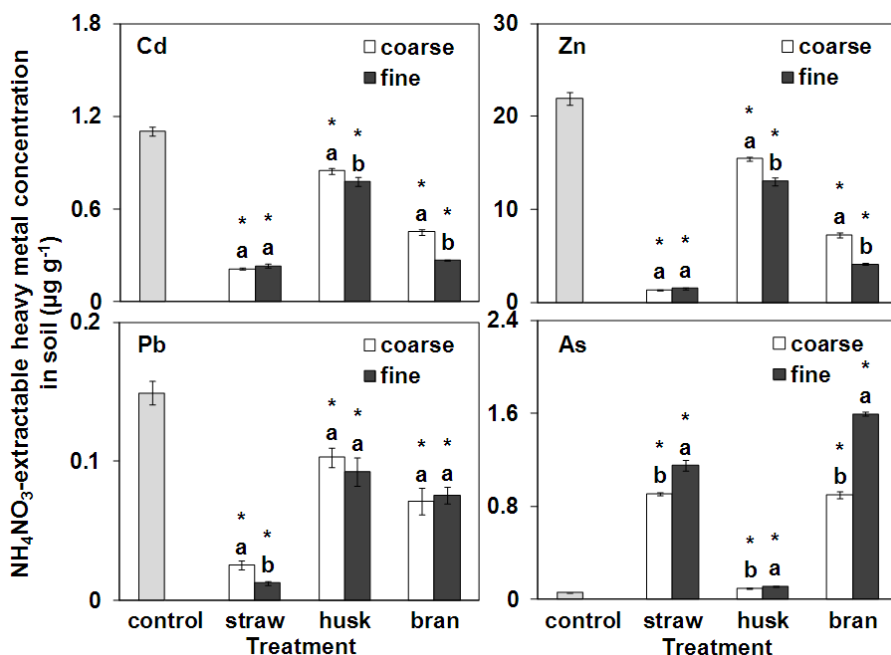 NH₄NO₃-extractable heavy metal concentration
in soil (µg g⁻¹)
1.8
1.2
0.6
0
Cd
coarse
fine
* *
a a
* *
a b
* *
a b
30
20
10
0
Zn
coarse
fine
* *
a a
* *
a b
* *
a b
0.2
0.1
0
Pb
coarse
fine
* *
a b
* *
a a
* *
a a
control straw husk bran
Treatment
2.4
1.6
0.8
0
As
coarse
fine
* *
b a
* *
b a
* *
b a
control straw husk bran
Treatment